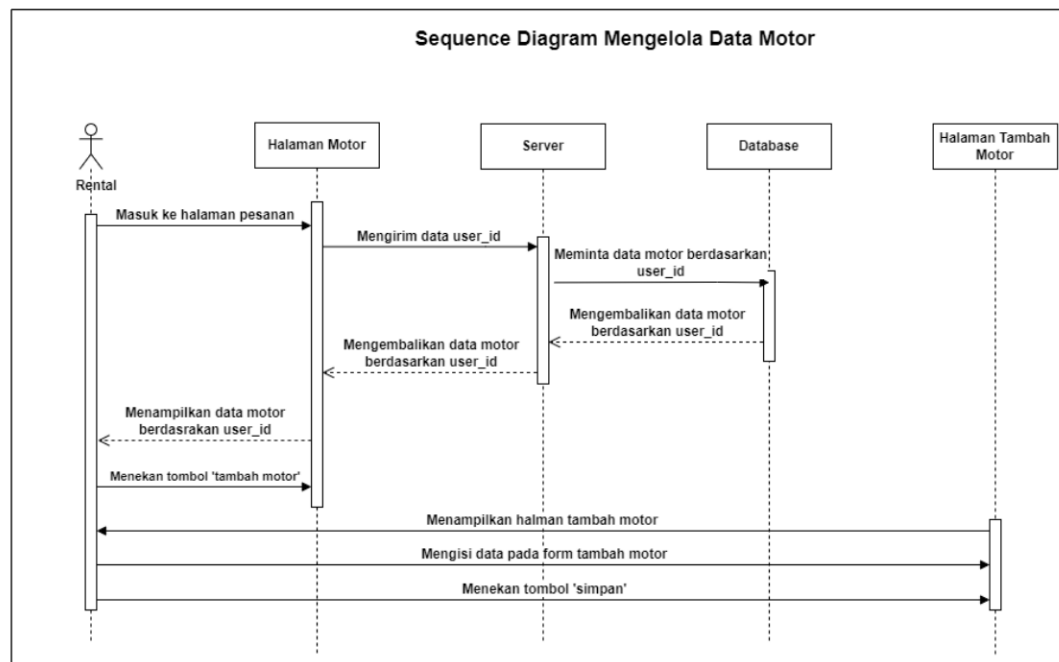 Sequence Diagram Mengelola Data Motor
Rental
Halaman Motor
Server
Database
Halaman Tambah
Motor
Masuk ke halaman pesanan
Mengirim data user_id
Meminta data motor berdasarkan
user_id
Mengembalikan data motor
berdasarkan user_id
Mengembalikan data motor
berdasarkan user_id
Menampilkan data motor
berdasrakan user_id
Menekan tombol 'tambah motor'
Menampilkan halman tambah motor
Mengisi data pada form tambah motor
Menekan tombol 'simpan'